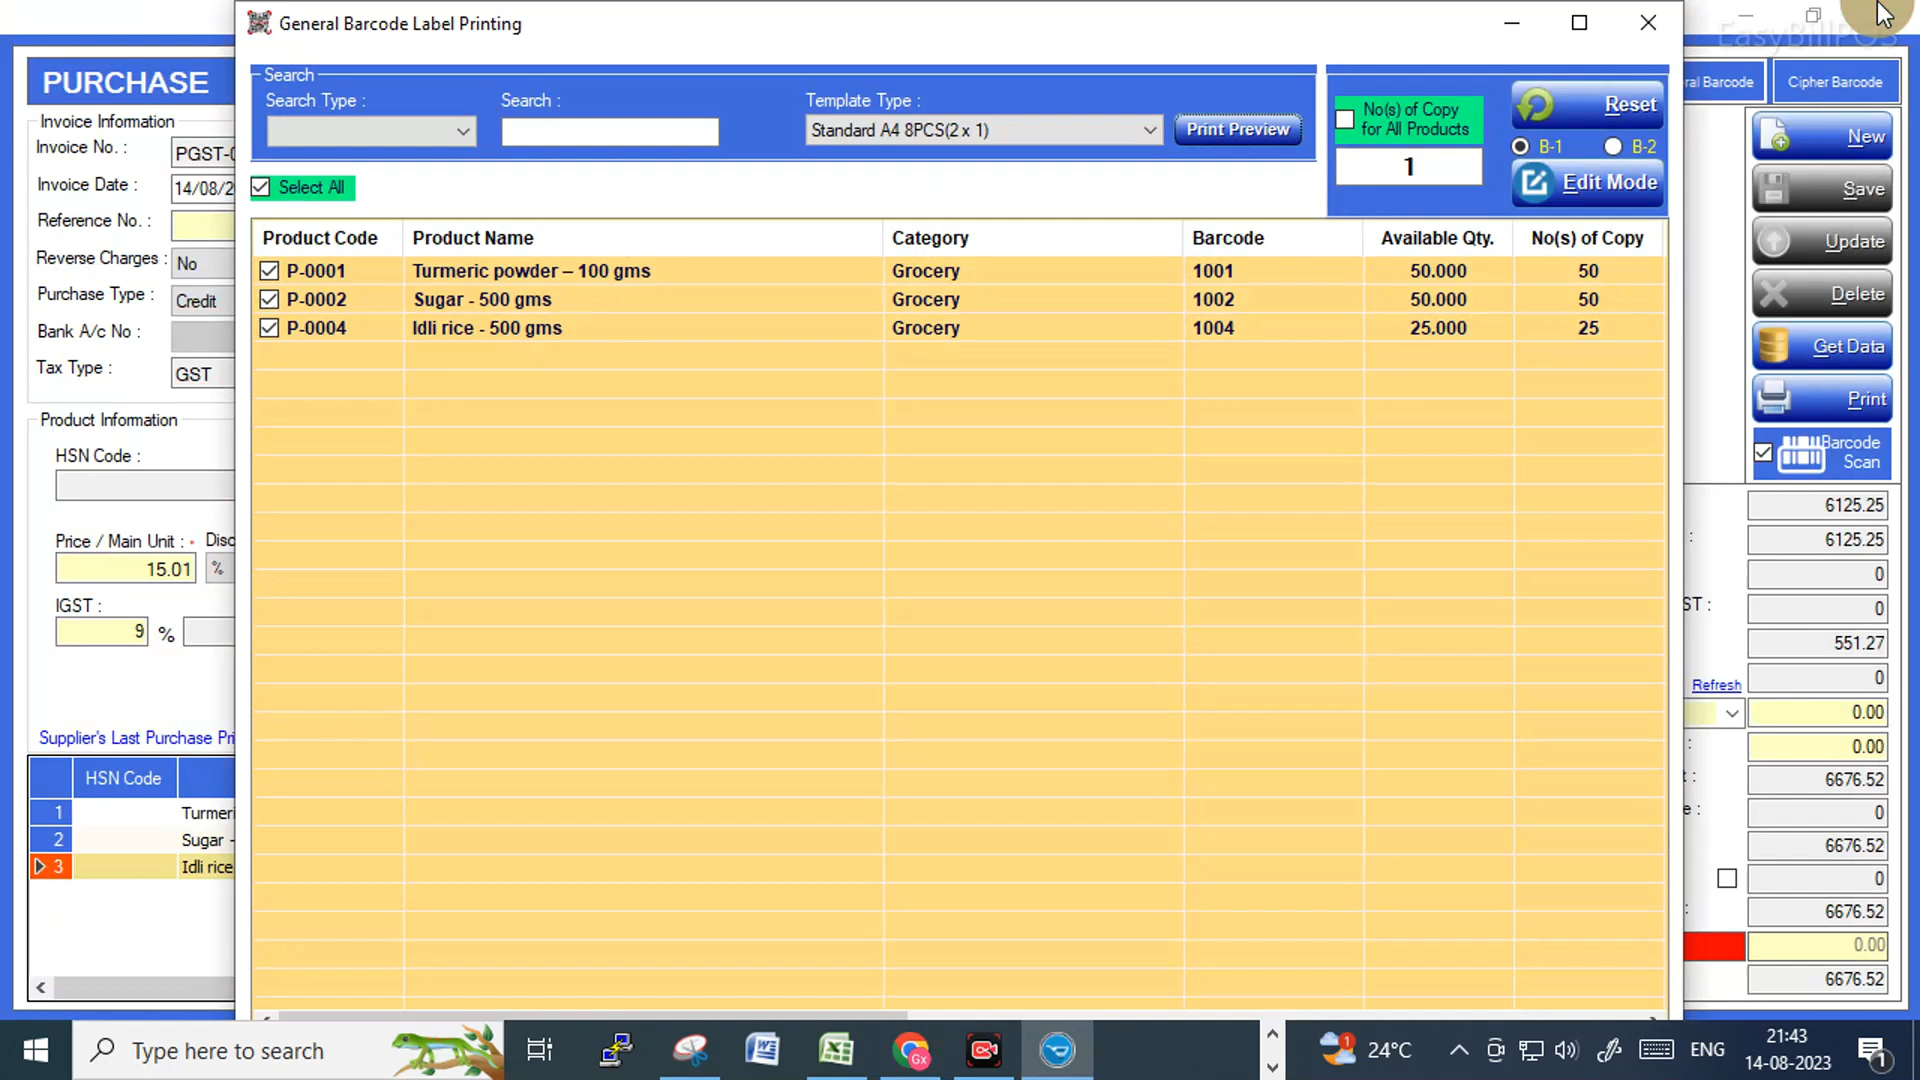 General Barcode Label Printing
EasyBillPOS
PURCHASE
Cipher Barcode
Search
Search Type :
Search :
Template Type :
Standard A4 8PCS(2 x 1)
Print Preview
No(s) of Copy
for All Products
1
Reset
B-1
B-2
Edit Mode
Select All
Product Code Product Name Category Barcode Available Qty. No(s) of Copy
P-0001 Turmeric powder – 100 gms Grocery 1001 50.000 50
P-0002 Sugar - 500 gms Grocery 1002 50.000 50
P-0004 Idli rice - 500 gms Grocery 1004 25.000 25
Invoice Information
Invoice No. : PGST-0
Invoice Date : 14/08/2
Reference No. :
Reverse Charges : No
Purchase Type : Credit
Bank A/c No :
Tax Type : GST
Product Information
HSN Code :
Price / Main Unit : • Disc
15.01 %
IGST :
9 %
Supplier's Last Purchase Pri
HSN Code
1 Turmeri
2 Sugar -
3 Idli rice
New
Save
Update
Delete
Get Data
Print
Barcode
Scan
6125.25
: 6125.25
0
ST : 0
551.27
Refresh 0
0.00
: 0.00
t : 6676.52
e : 0
6676.52
0
: 6676.52
0.00
6676.52
Type here to search
24°C
ENG
21:43
14-08-2023
1